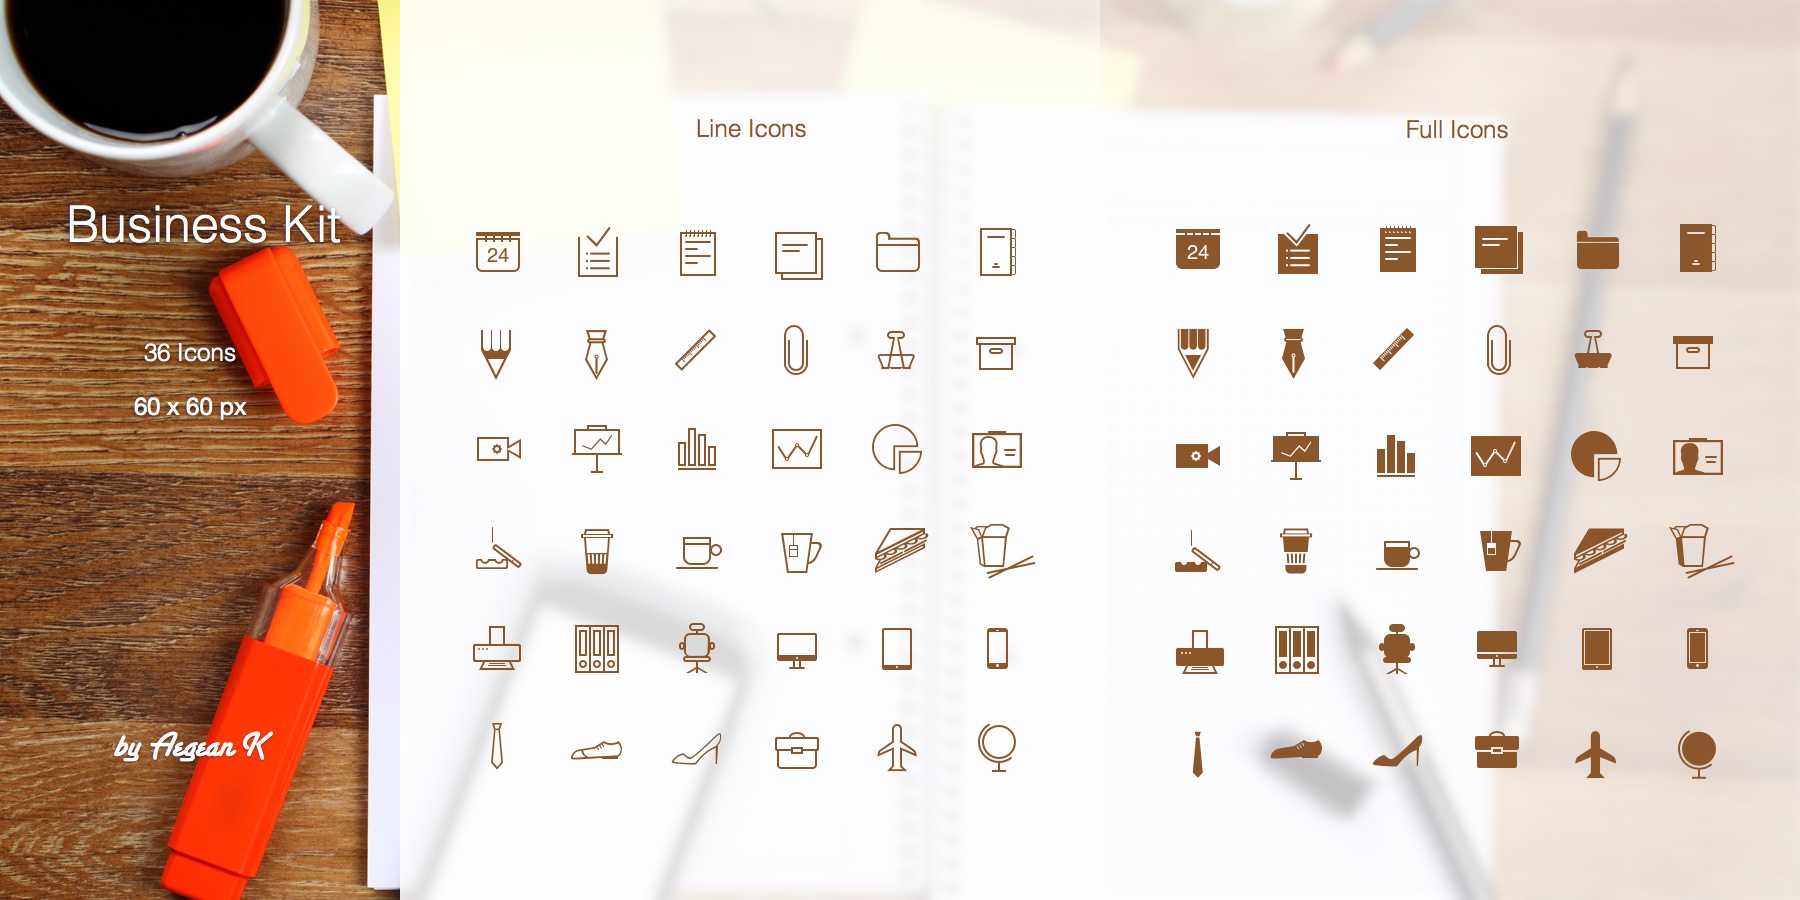 Business Kit
36 Icons
60 x 60 px
by Aegean K
Line Icons
24
Full Icons
24